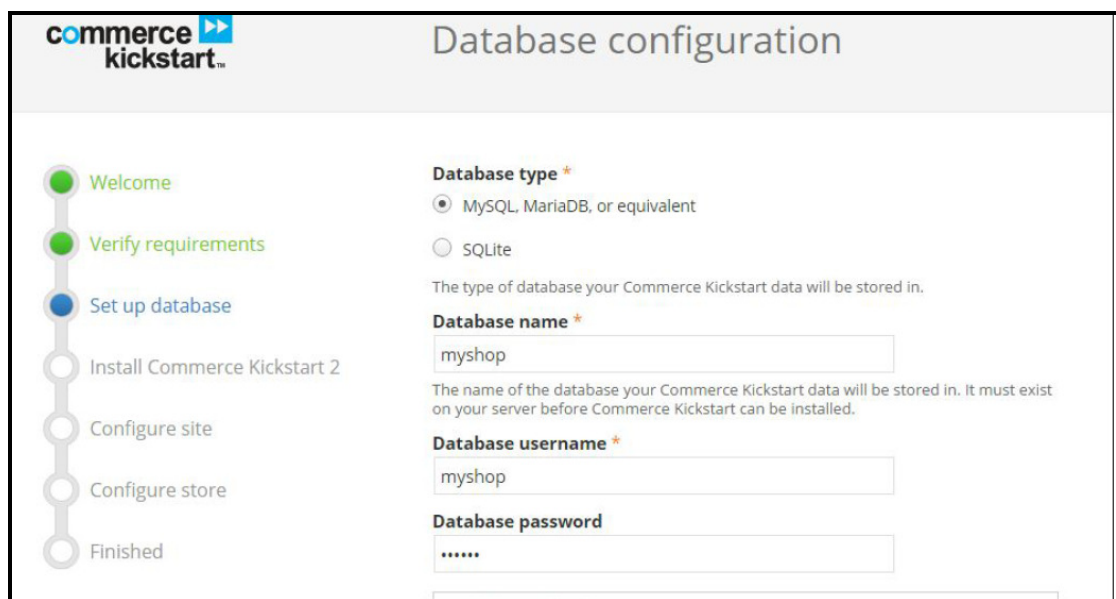 commerce
kickstart™
Database configuration
Welcome
Verify requirements
Set up database
Install Commerce Kickstart 2
Configure site
Configure store
Finished
Database type *
MySQL, MariaDB, or equivalent
SQLite
The type of database your Commerce Kickstart data will be stored in.
Database name *
myshop
The name of the database your Commerce Kickstart data will be stored in. It must exist
on your server before Commerce Kickstart can be installed.
Database username *
myshop
Database password
••••••